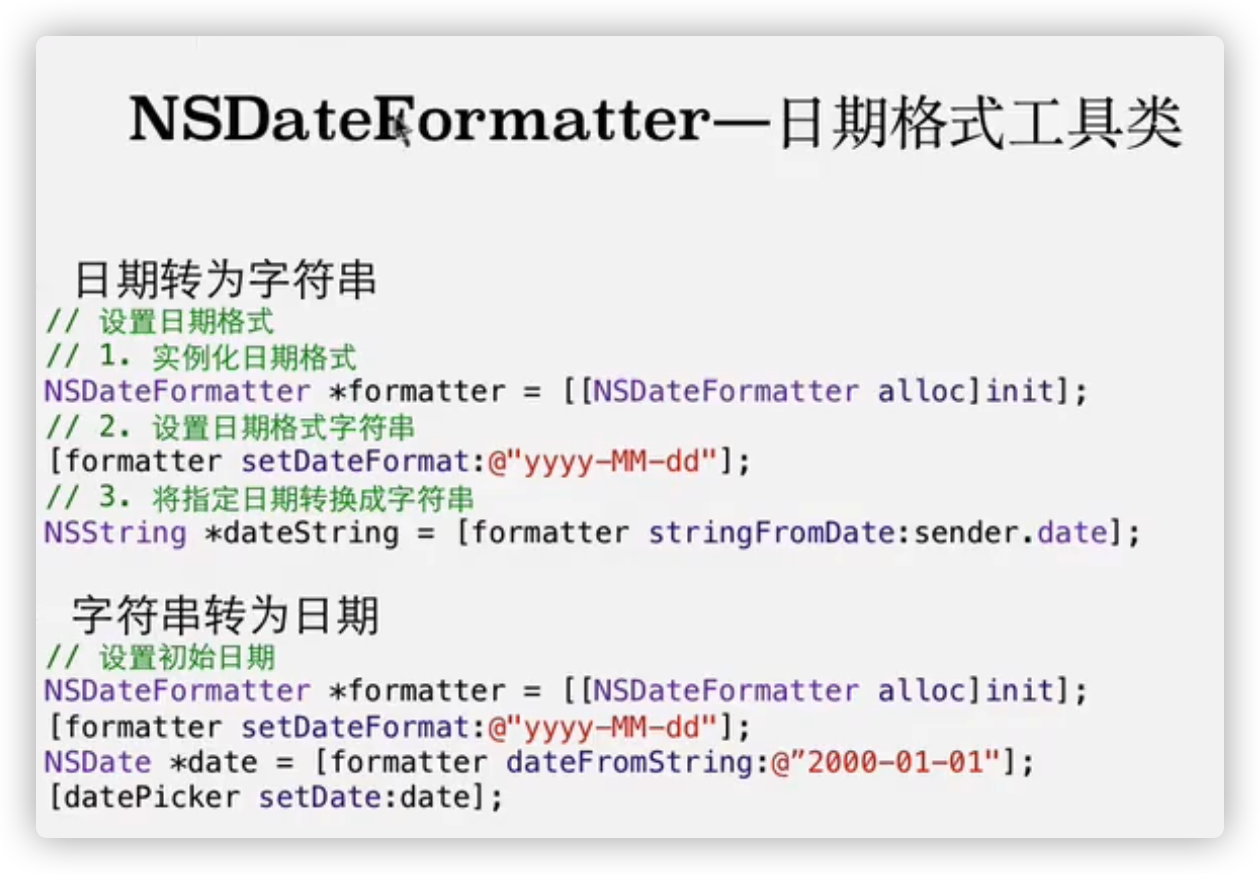 NSDateFormatter—日期格式工具类
日期转为字符串
// 设置日期格式
// 1. 实例化日期格式
NSDateFormatter *formatter = [[NSDateFormatter alloc]init];
// 2. 设置日期格式字符串
[formatter setDateFormat:@"yyyy-MM-dd"];
// 3. 将指定日期转换成字符串
NSString *dateString = [formatter stringFromDate:sender.date];
字符串转为日期
// 设置初始日期
NSDateFormatter *formatter = [[NSDateFormatter alloc]init];
[formatter setDateFormat:@"yyyy-MM-dd"];
NSDate *date = [formatter dateFromString:@”2000-01-01"];
[datePicker setDate:date];